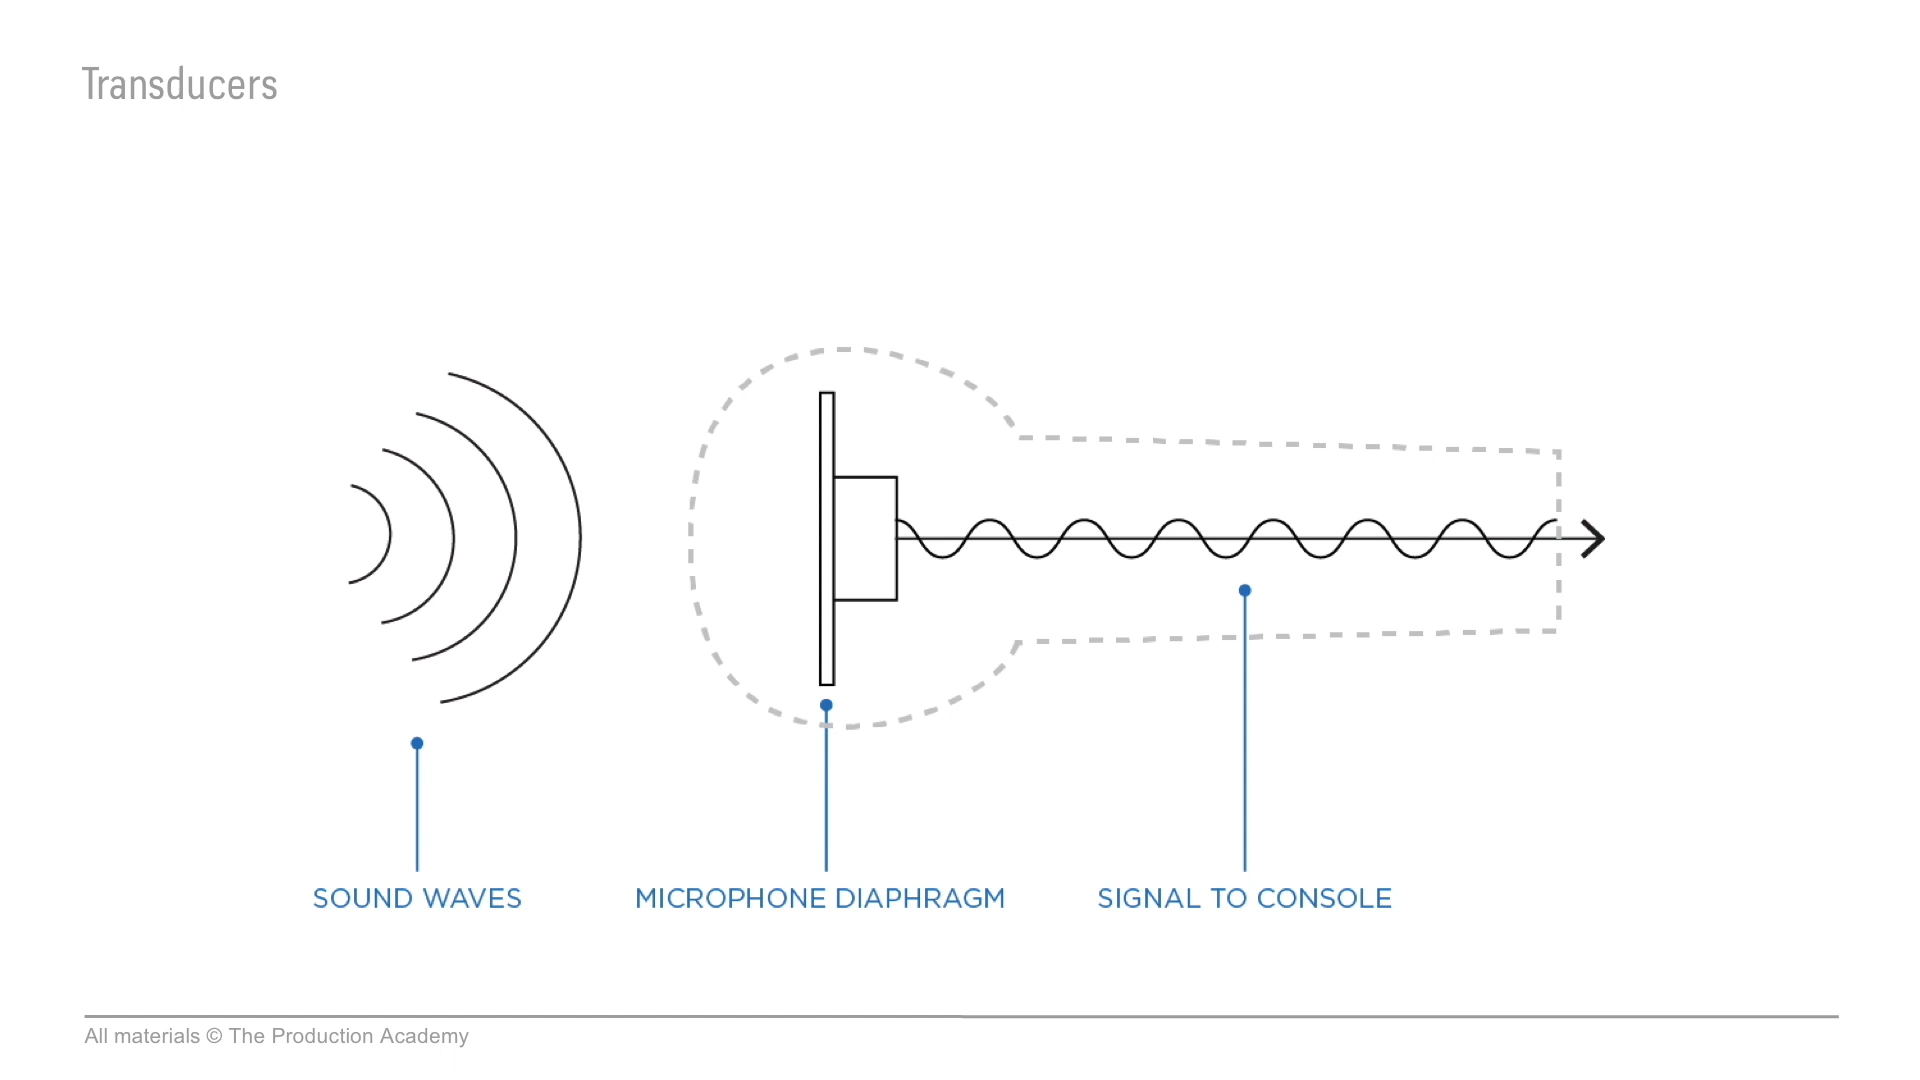 Transducers
SOUND WAVES
MICROPHONE DIAPHRAGM
SIGNAL TO CONSOLE
All materials © The Production Academy